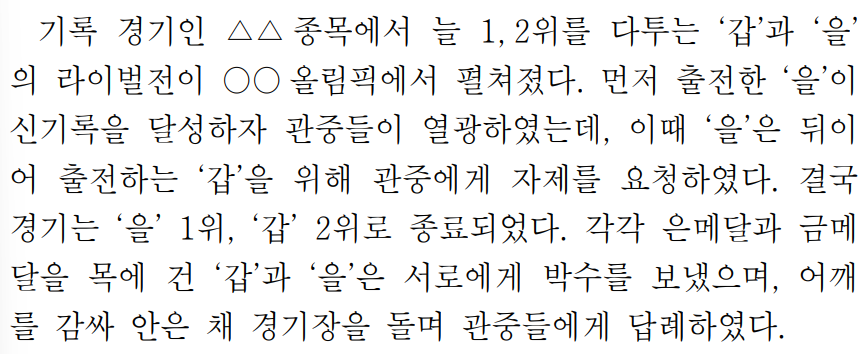 기록 경기인 △△ 종목에서 늘 1, 2위를 다투는 ‘갑’과 ‘을’
의 라이벌전이 ○○ 올림픽에서 펼쳐졌다. 먼저 출전한 ‘을’이
신기록을 달성하자 관중들이 열광하였는데, 이때 ‘을’은 뒤이
어 출전하는 ‘갑’을 위해 관중에게 자제를 요청하였다. 결국
경기는 ‘을’ 1위, ‘갑’ 2위로 종료되었다. 각각 은메달과 금메
달을 목에 건 ‘갑’과 ‘을’은 서로에게 박수를 보냈으며, 어깨
를 감싸 안은 채 경기장을 돌며 관중들에게 답례하였다.